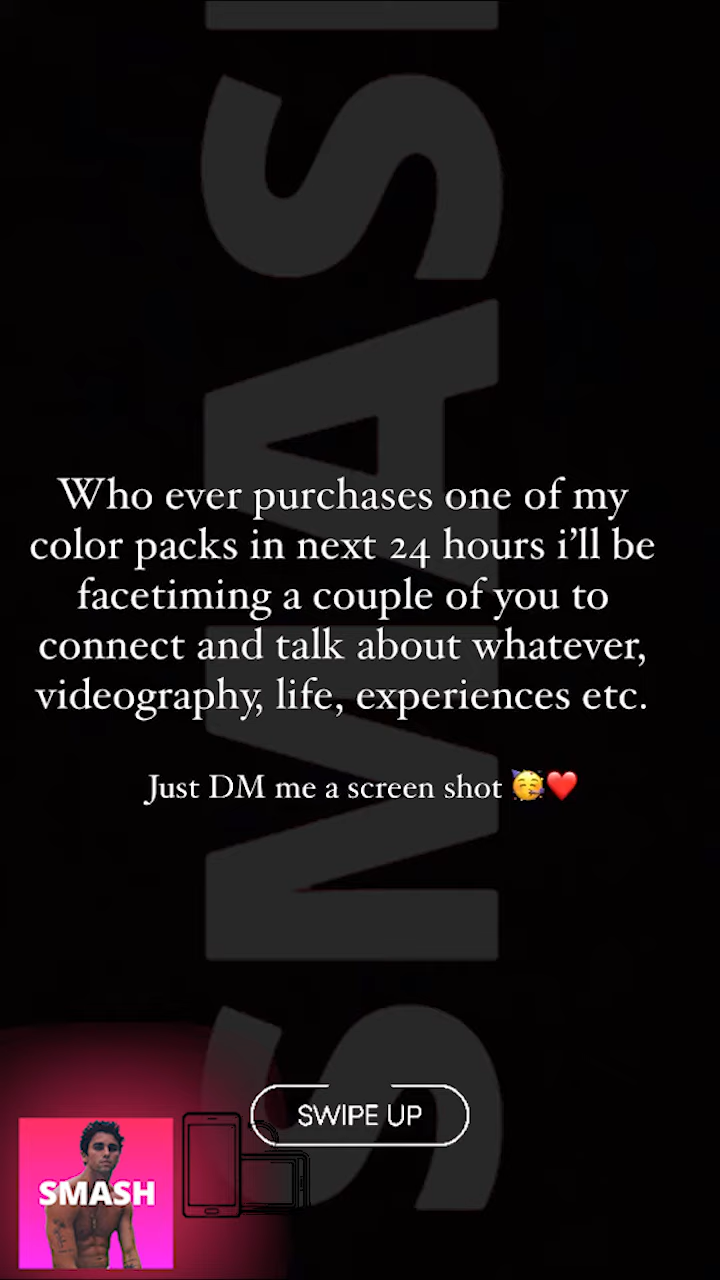 SMASH
Who ever purchases one of my
color packs in next 24 hours i’ll be
facetiming a couple of you to
connect and talk about whatever,
videography, life, experiences etc.
Just DM me a screen shot 🥳❤️
SWIPE UP
SMASH